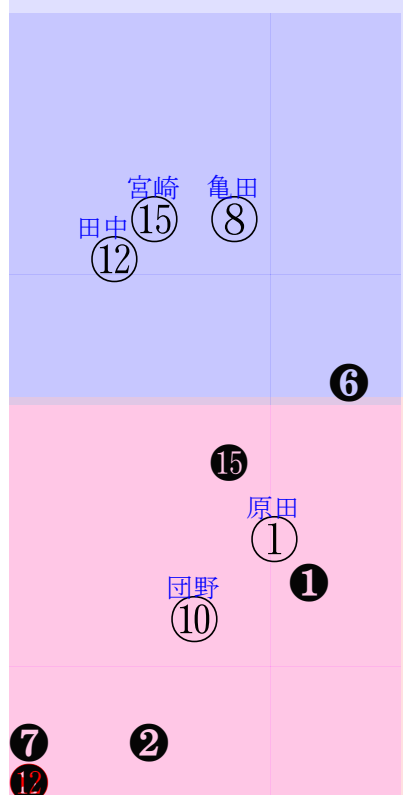 宮崎 亀田
⑮ ⑧
田中
⑫
❻
⓯
原田
①
❶
団野
⑩
❼ ❷
⓬